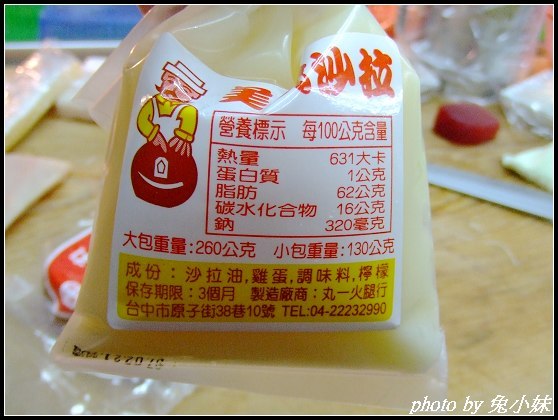 美 沙拉
營養標示 每100公克含量
熱量 631大卡
蛋白質 1公克
脂肪 62公克
碳水化合物 16公克
鈉 320毫克
大包重量:260公克 小包重量:130公克
成份:沙拉油,雞蛋,調味料,檸檬
保存期限:3個月 製造廠商:丸一火腿行
台中市原子街38巷10號 TEL:04-22232990
photo by 兔小妹